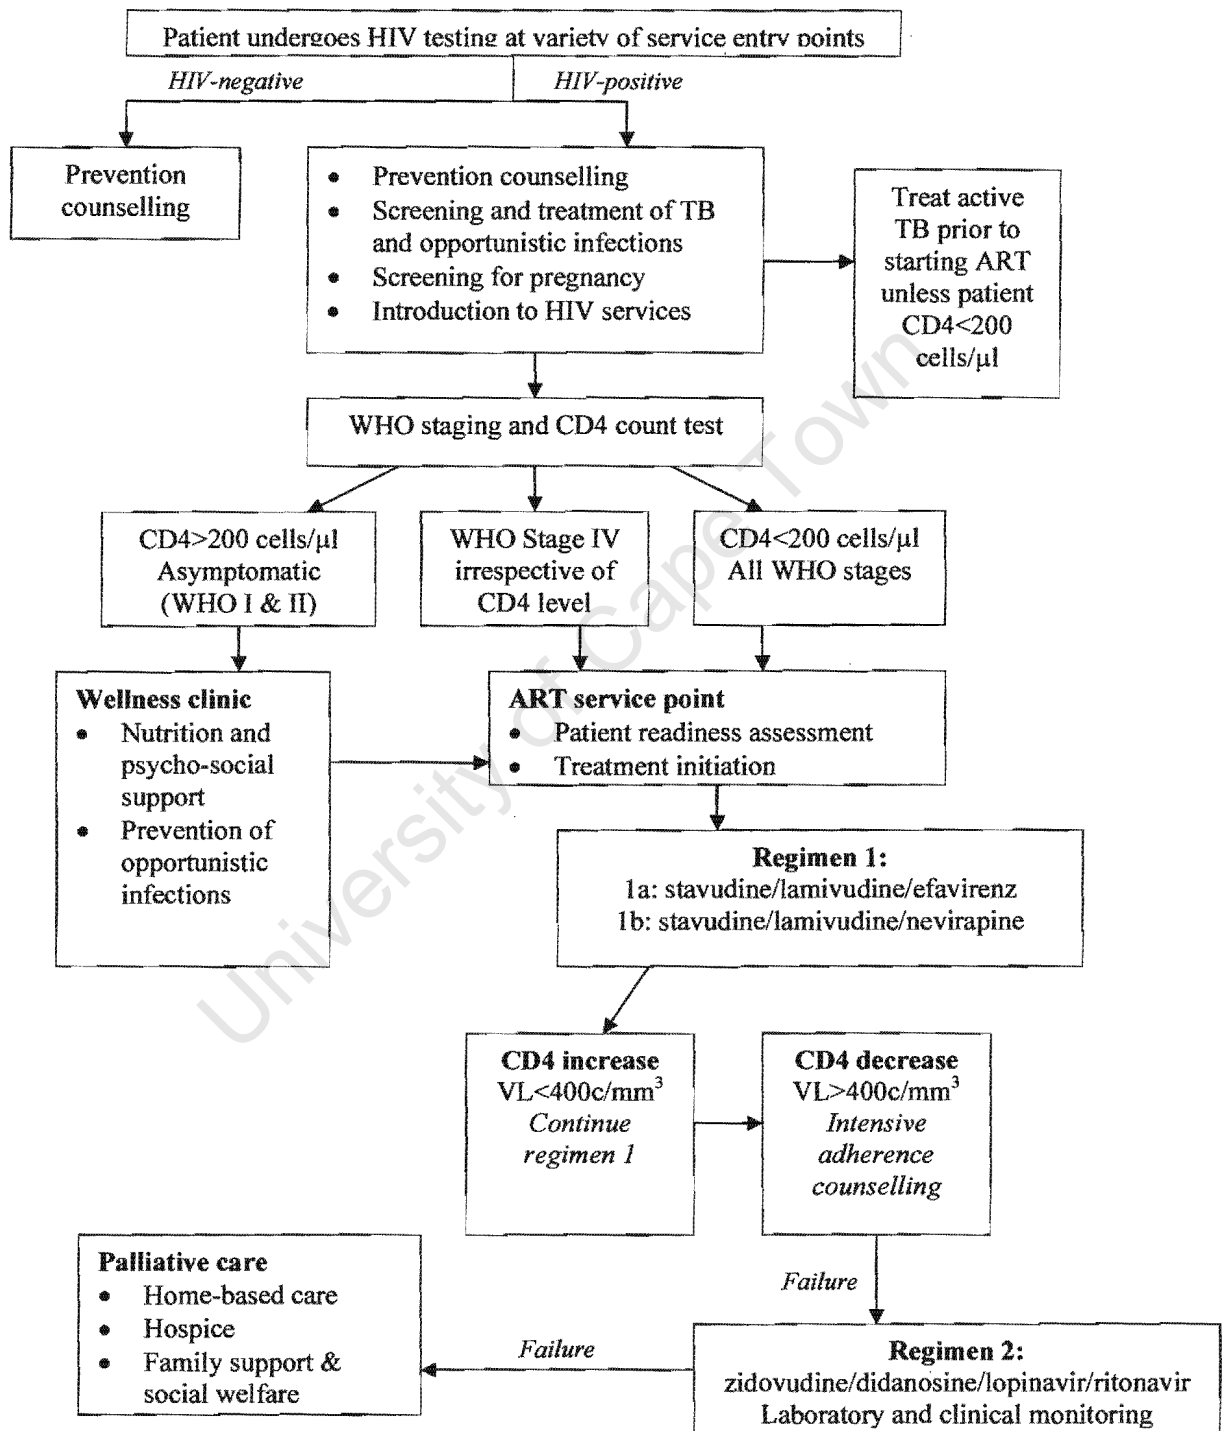 Patient undergoes HIV testing at variety of service entry points
HIV-negative
HIV-positive
Prevention
counselling
• Prevention counselling
• Screening and treatment of TB
and opportunistic infections
• Screening for pregnancy
• Introduction to HIV services
Treat active
TB prior to
starting ART
unless patient
CD4<200
cells/µl
WHO staging and CD4 count test
CD4>200 cells/µl
Asymptomatic
(WHO I & II)
WHO Stage IV
irrespective of
CD4 level
CD4<200 cells/µl
All WHO stages
Wellness clinic
• Nutrition and
psycho-social
support
• Prevention of
opportunistic
infections
ART service point
• Patient readiness assessment
• Treatment initiation
Regimen 1:
1a: stavudine/lamivudine/efavirenz
1b: stavudine/lamivudine/nevirapine
CD4 increase
VL<400c/mm³
Continue
regimen 1
CD4 decrease
VL>400c/mm³
Intensive
adherence
counselling
Failure
Palliative care
• Home-based care
• Hospice
• Family support &
social welfare
Failure
Regimen 2:
zidovudine/didanosine/lopinavir/ritonavir
Laboratory and clinical monitoring
University of Cape Town